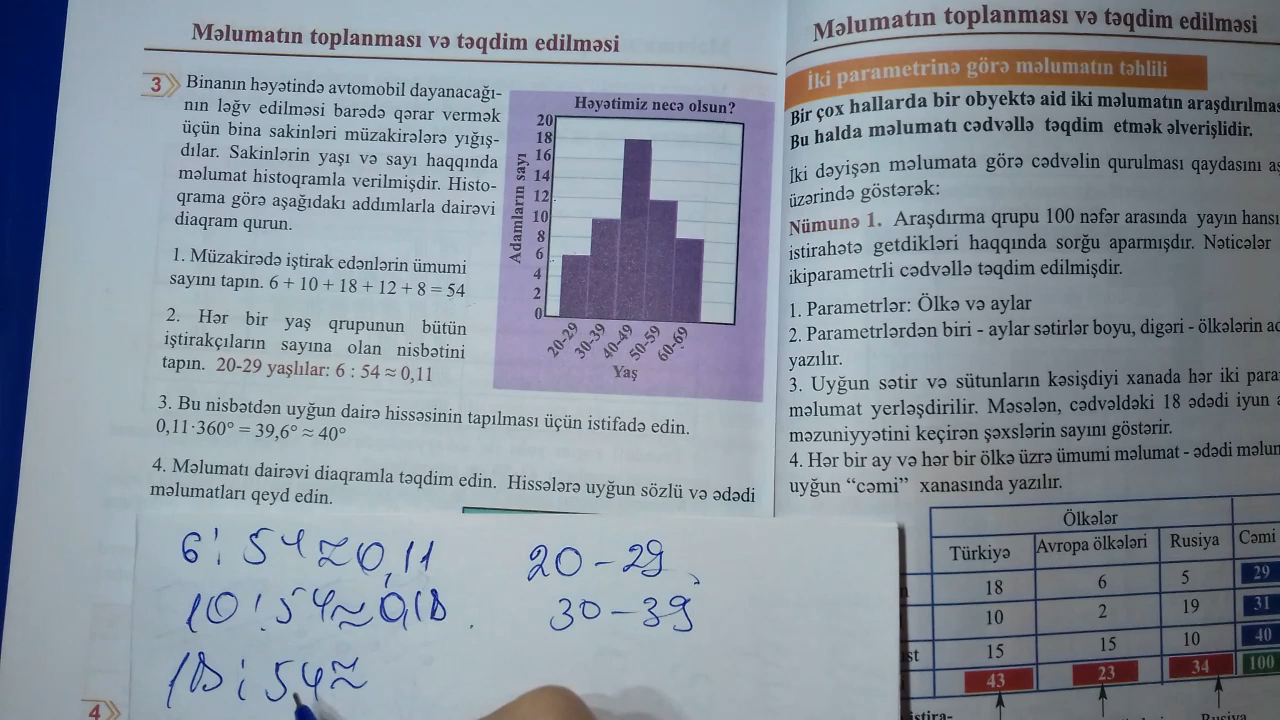 Məlumatın toplanması və təqdim edilməsi
3
Binanın həyətində avtomobil dayanacağı-
nın ləğv edilməsi barədə qərar vermək
üçün bina sakinləri müzakirələrə yığış-
dılar. Sakinlərin yaşı və sayı haqqında
məlumat histoqramla verilmişdir. Histo-
qrama görə aşağıdakı addımlarla dairəvi
diaqram qurun.
1. Müzakirədə iştirak edənlərin ümumi
sayını tapın. 6 + 10 + 18 + 12 + 8 = 54
2. Hər bir yaş qrupunun bütün
iştirakçıların sayına olan nisbətini
tapın. 20-29 yaşlılar: 6 : 54 ≈ 0,11
Həyətimiz necə olsun?
Adamların sayı
20
18
16
14
12
10
8
6
4
2
0
20-29
30-39
40-49
50-59
60-69
Yaş
3. Bu nisbətdən uyğun dairə hissəsinin tapılması üçün istifadə edin.
0,11·360° = 39,6° ≈ 40°
4. Məlumatı dairəvi diaqramla təqdim edin. Hissələrə uyğun sözlü və ədədi
məlumatları qeyd edin.
6 : 54 ≈ 0,11 20 – 29
10 : 54 ≈ 0,18 30 – 39
18 : 54 ≈
4
Məlumatın toplanması və təqdim edilməsi
İki parametrinə görə məlumatın təhlili
Bir çox hallarda bir obyektə aid iki məlumatın araşdırılmas
Bu halda məlumatı cədvəllə təqdim etmək əlverişlidir.
İki dəyişən məlumata görə cədvəlin qurulması qaydasını aş
üzərində göstərək:
Nümunə 1. Araşdırma qrupu 100 nəfər arasında yayın hansı
istirahətə getdikləri haqqında sorğu aparmışdır. Nəticələr
ikiparametrli cədvəllə təqdim edilmişdir.
1. Parametrlər: Ölkə və aylar
2. Parametrlərdən biri - aylar sətirlər boyu, digəri - ölkələrin ad
yazılır.
3. Uyğun sətir və sütunların kəsişdiyi xanada hər iki para
məlumat yerləşdirilir. Məsələn, cədvəldəki 18 ədədi iyun a
məzuniyyətini keçirən şəxslərin sayını göstərir.
4. Hər bir ay və hər bir ölkə üzrə ümumi məlumat - ədədi məlum
uyğun “cəmi” xanasında yazılır.
Ölkələr
Türkiyə Avropa ölkələri Rusiya Cəmi
18 6 5 29
10 2 19 31
st 15 15 10 40
43 23 34 100
istira-
Rusiya